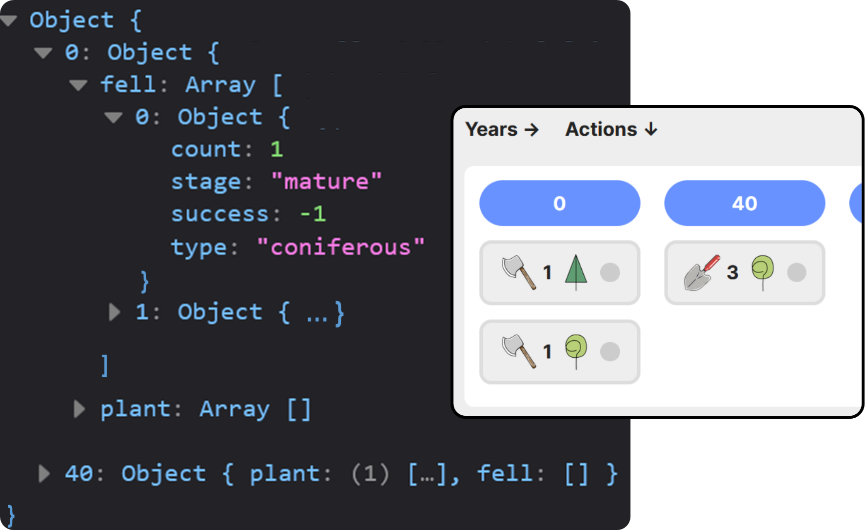 Object {
0: Object {
fell: Array [
0: Object {
count: 1
stage: "mature"
success: -1
type: "coniferous"
}
1: Object { … }
]
plant: Array []
40: Object { plant: (1) […], fell: [] }
}
Years → Actions ↓
0 40
1 3
1